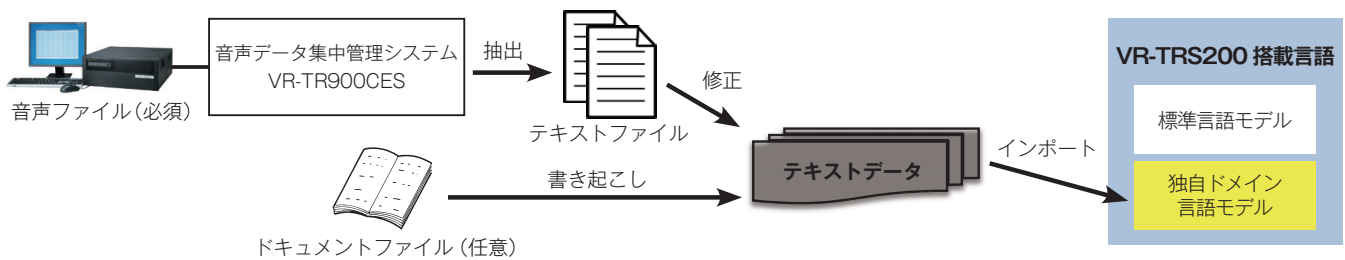 音声ファイル（必須）
音声データ集中管理システム
VR-TR900CES
抽出
テキストファイル
修正
ドキュメントファイル（任意）
書き起こし
テキストデータ
インポート
VR-TRS200 搭載言語
標準言語モデル
独自ドメイン
言語モデル